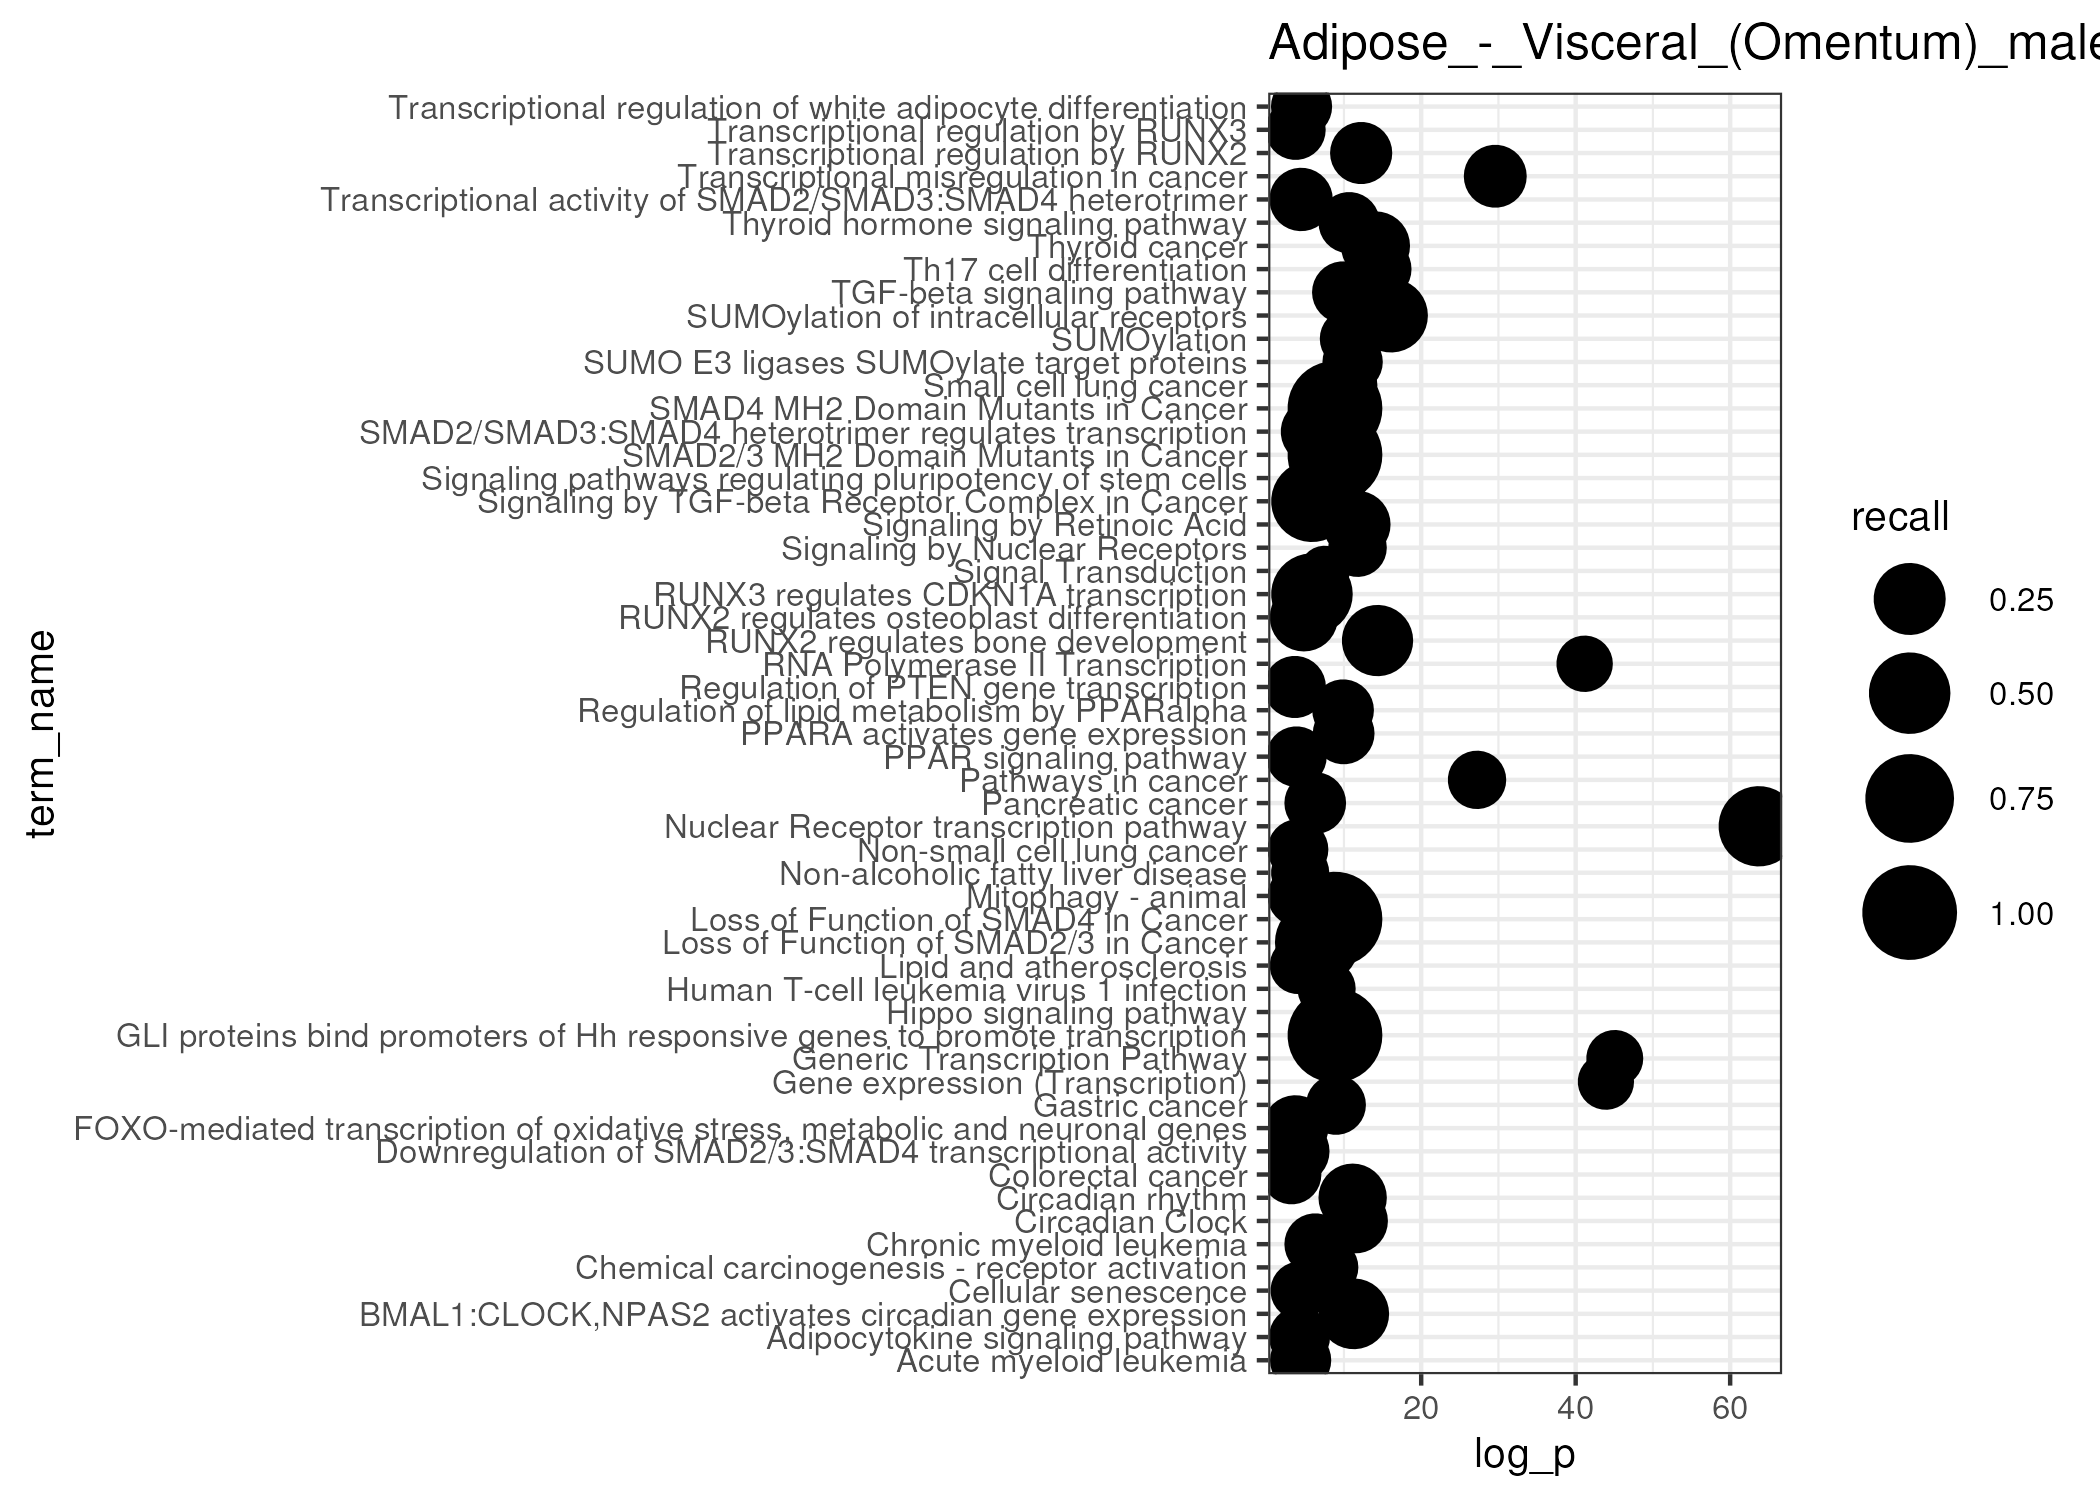 Adipose_-_Visceral_(Omentum)_male
Transcriptional regulation of white adipocyte differentiation
Transcriptional regulation by RUNX3
Transcriptional regulation by RUNX2
Transcriptional misregulation in cancer
Transcriptional activity of SMAD2/SMAD3:SMAD4 heterotrimer
Thyroid hormone signaling pathway
Thyroid cancer
Th17 cell differentiation
TGF-beta signaling pathway
SUMOylation of intracellular receptors
SUMOylation
SUMO E3 ligases SUMOylate target proteins
Small cell lung cancer
SMAD4 MH2 Domain Mutants in Cancer
SMAD2/SMAD3:SMAD4 heterotrimer regulates transcription
SMAD2/3 MH2 Domain Mutants in Cancer
Signaling pathways regulating pluripotency of stem cells
Signaling by TGF-beta Receptor Complex in Cancer
Signaling by Retinoic Acid
Signaling by Nuclear Receptors
Signal Transduction
RUNX3 regulates CDKN1A transcription
RUNX2 regulates osteoblast differentiation
RUNX2 regulates bone development
RNA Polymerase II Transcription
Regulation of PTEN gene transcription
Regulation of lipid metabolism by PPARalpha
PPARA activates gene expression
PPAR signaling pathway
Pathways in cancer
Pancreatic cancer
Nuclear Receptor transcription pathway
Non-small cell lung cancer
Non-alcoholic fatty liver disease
Mitophagy - animal
Loss of Function of SMAD4 in Cancer
Loss of Function of SMAD2/3 in Cancer
Lipid and atherosclerosis
Human T-cell leukemia virus 1 infection
Hippo signaling pathway
GLI proteins bind promoters of Hh responsive genes to promote transcription
Generic Transcription Pathway
Gene expression (Transcription)
Gastric cancer
FOXO-mediated transcription of oxidative stress, metabolic and neuronal genes
Downregulation of SMAD2/3:SMAD4 transcriptional activity
Colorectal cancer
Circadian rhythm
Circadian Clock
Chronic myeloid leukemia
Chemical carcinogenesis - receptor activation
Cellular senescence
BMAL1:CLOCK,NPAS2 activates circadian gene expression
Adipocytokine signaling pathway
Acute myeloid leukemia
term_name
20 40 60
log_p
recall
0.25
0.50
0.75
1.00